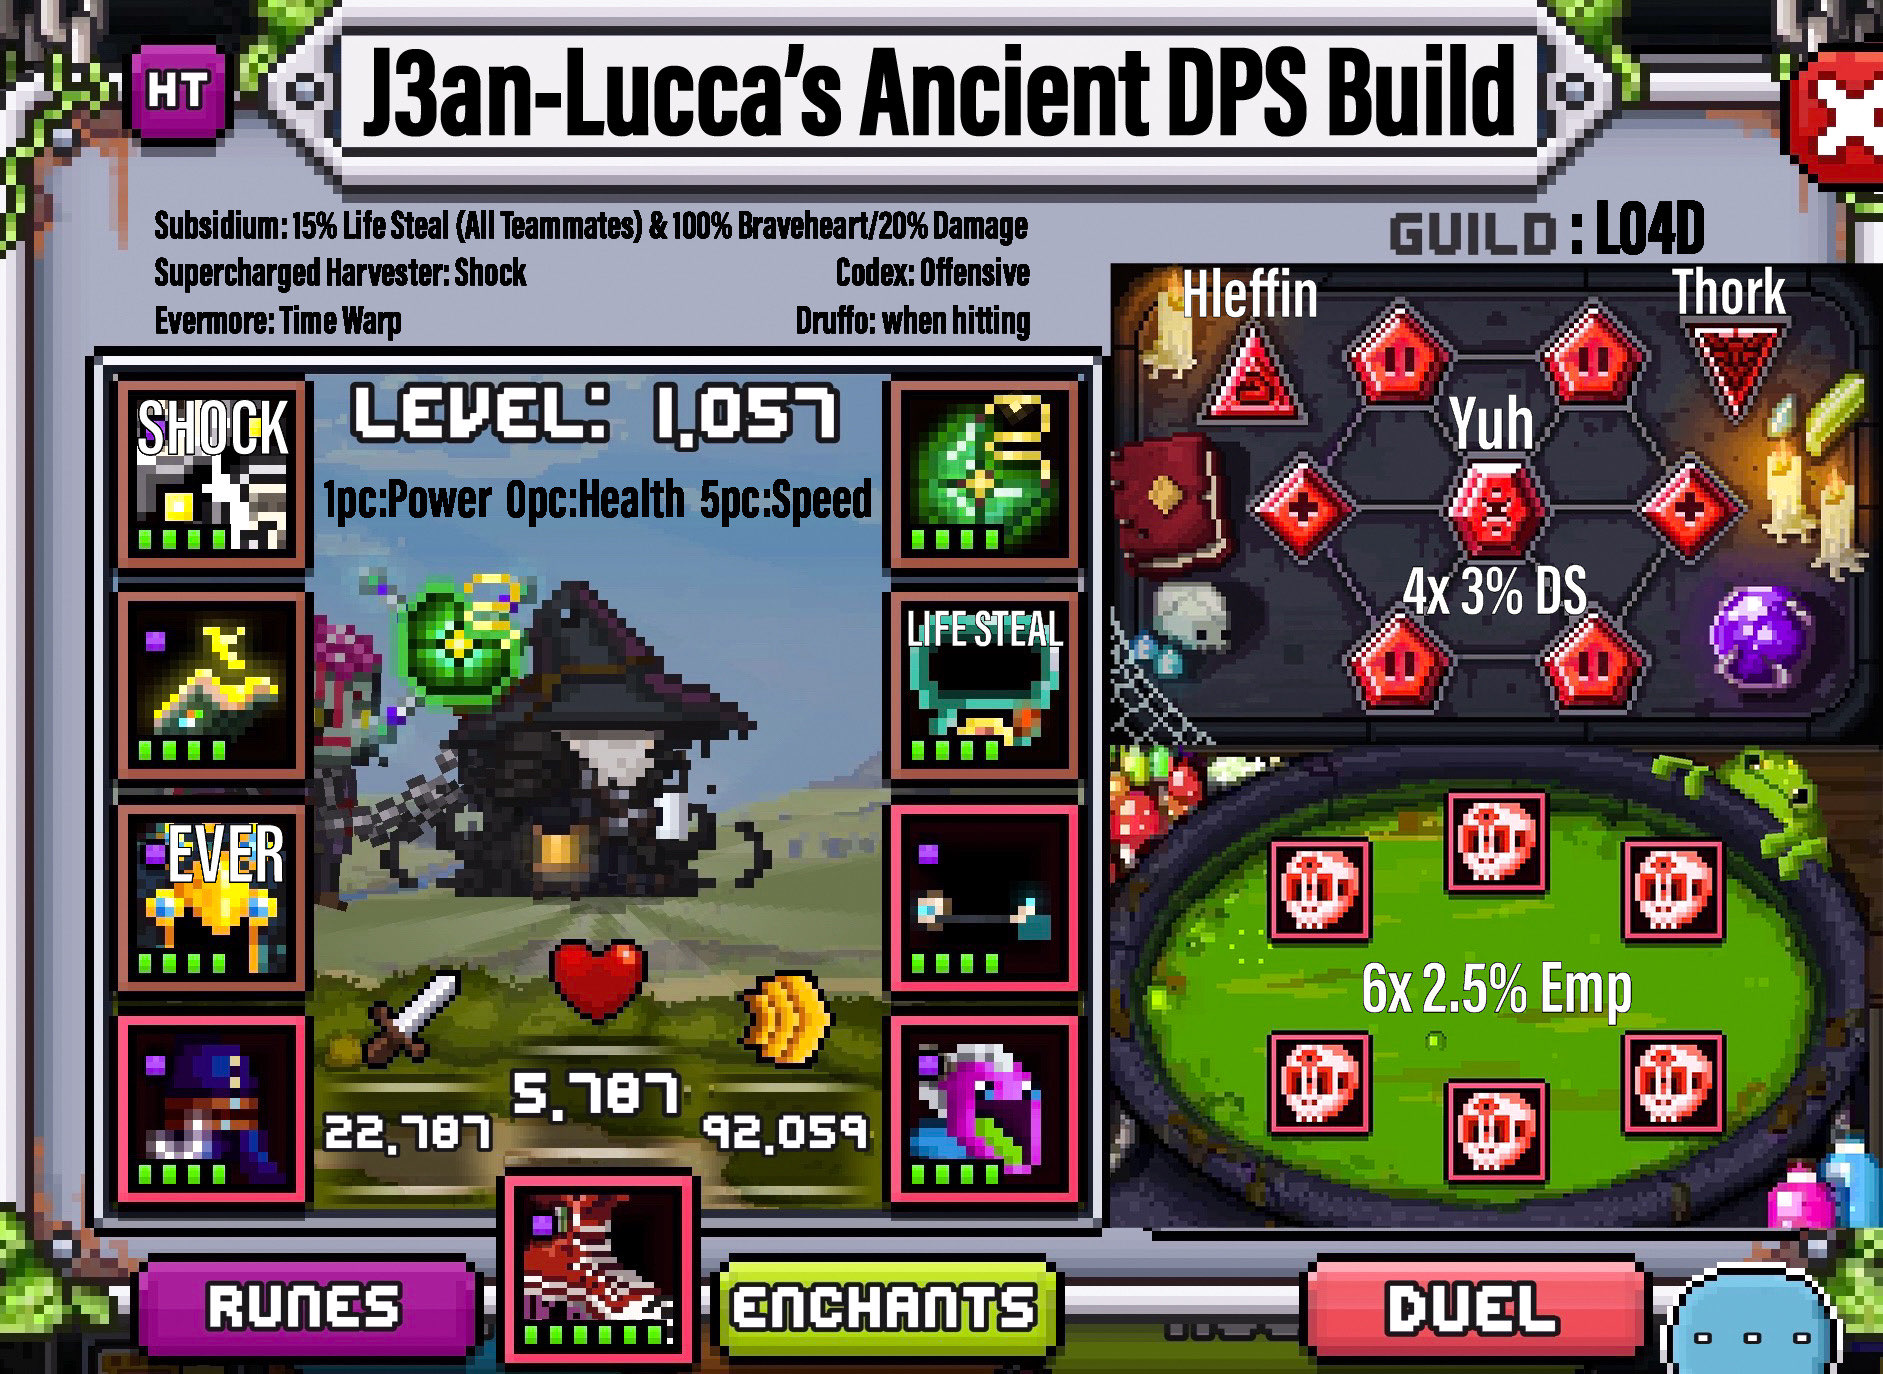 HT
J3an-Lucca's Ancient DPS Build
Subsidium: 15% Life Steal (All Teammates) & 100% Braveheart/20% Damage
Supercharged Harvester: Shock
Codex: Offensive
Evermore: Time Warp
Druffo: when hitting
GUILD : L04D
SHOCK
LEVEL: 1,057
1pc:Power 0pc:Health 5pc:Speed
LIFE STEAL
EVER
22,787
5,787
92,059
Hleffin
Thork
Yuh
4x 3% DS
6x 2.5% Emp
RUNES
ENCHANTS
DUEL